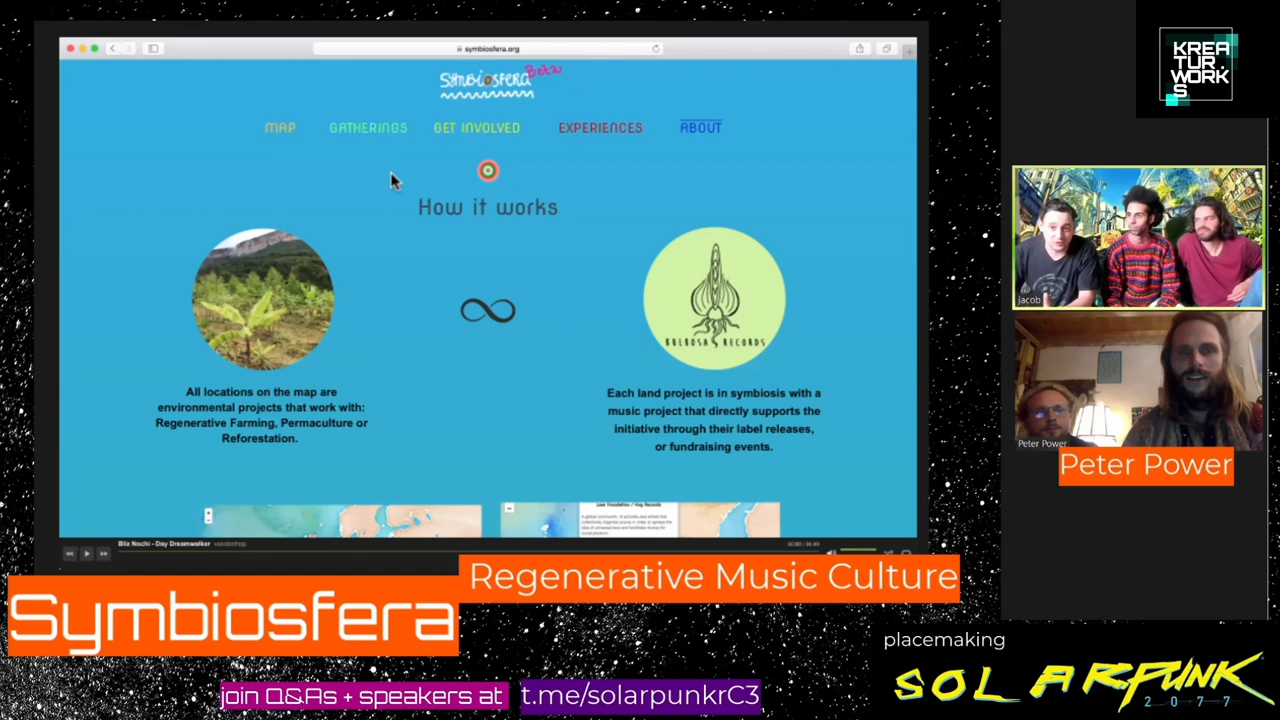 symbiosfera.org
SYmBiOSFERA
Beta
MAP
GATHERINGS
GET INVOLVED
EXPERIENCES
ABOUT
How it works
BULBOSA RECORDS
All locations on the map are
environmental projects that work with:
Regenerative Farming, Permaculture or
Reforestation.
Each land project is in symbiosis with a
music project that directly supports the
initiative through their label releases,
or fundraising events.
KREA
TUR.
WORK
S
jacob
Peter Power
Peter Power
Regenerative Music Culture
Symbiosfera
join Q&As + speakers at
t.me/solarpunkrC3
placemaking
SOLARPUNK
2077